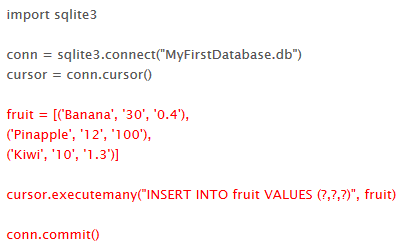 import sqlite3
conn = sqlite3.connect("MyFirstDatabase.db")
cursor = conn.cursor()
fruit = [('Banana', '30', '0.4'),
('Pinapple', '12', '100'),
('Kiwi', '10', '1.3')]
cursor.executemany("INSERT INTO fruit VALUES (?,?,?)", fruit)
conn.commit()